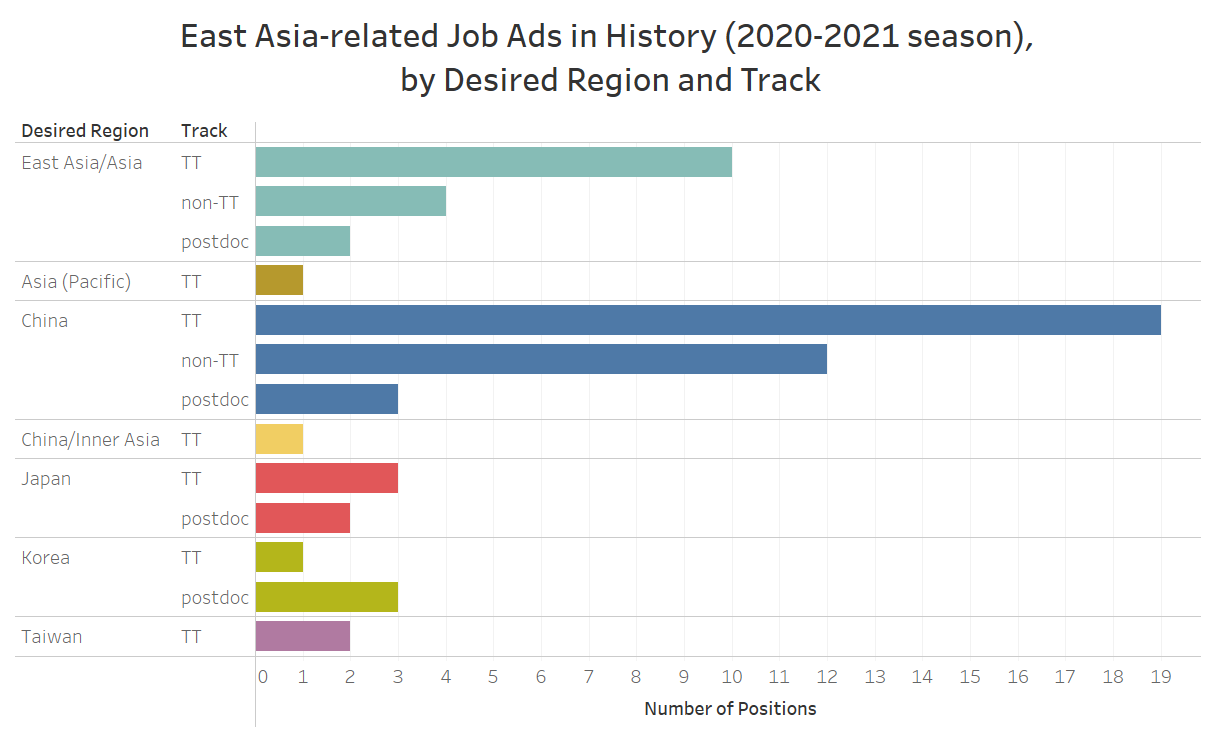 East Asia-related Job Ads in History (2020-2021 season),
by Desired Region and Track
Desired Region Track
East Asia/Asia TT
non-TT
postdoc
Asia (Pacific) TT
China TT
non-TT
postdoc
China/Inner Asia TT
Japan TT
postdoc
Korea TT
postdoc
Taiwan TT
0 1 2 3 4 5 6 7 8 9 10 11 12 13 14 15 16 17 18 19
Number of Positions